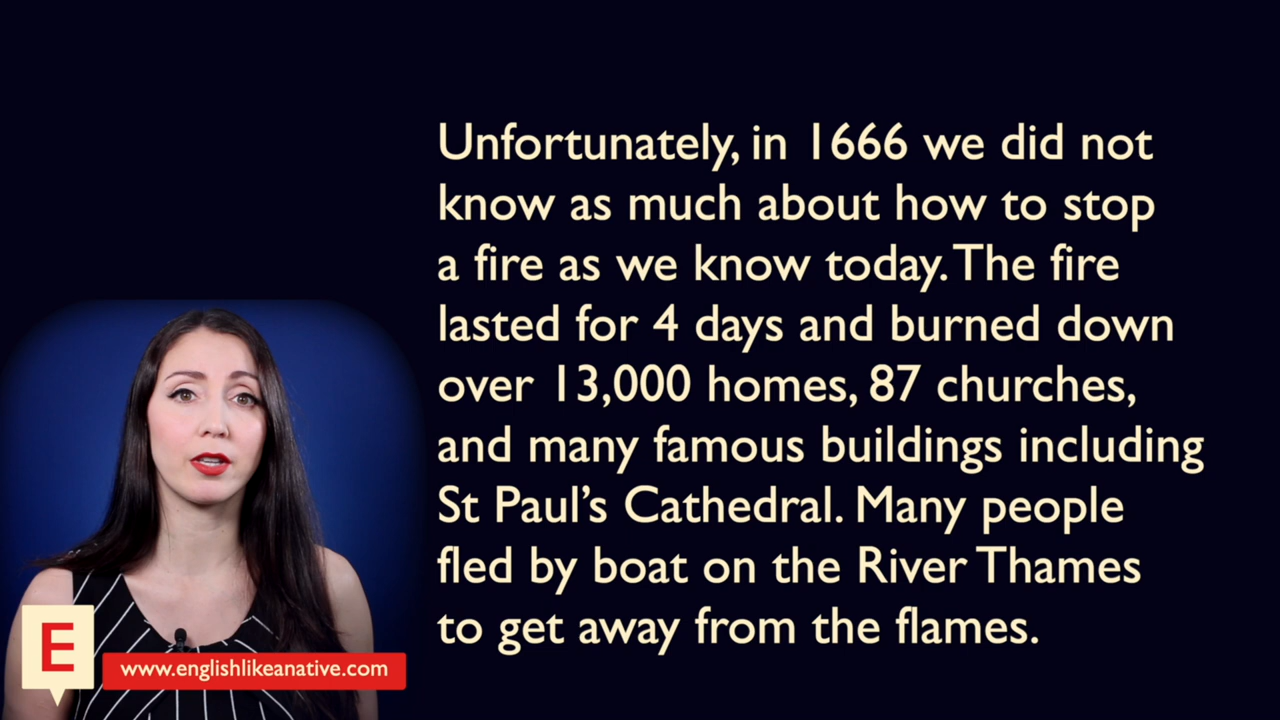 Unfortunately, in 1666 we did not
know as much about how to stop
a fire as we know today. The fire
lasted for 4 days and burned down
over 13,000 homes, 87 churches,
and many famous buildings including
St Paul's Cathedral. Many people
fled by boat on the River Thames
to get away from the flames.
E
www.englishlikeanative.com